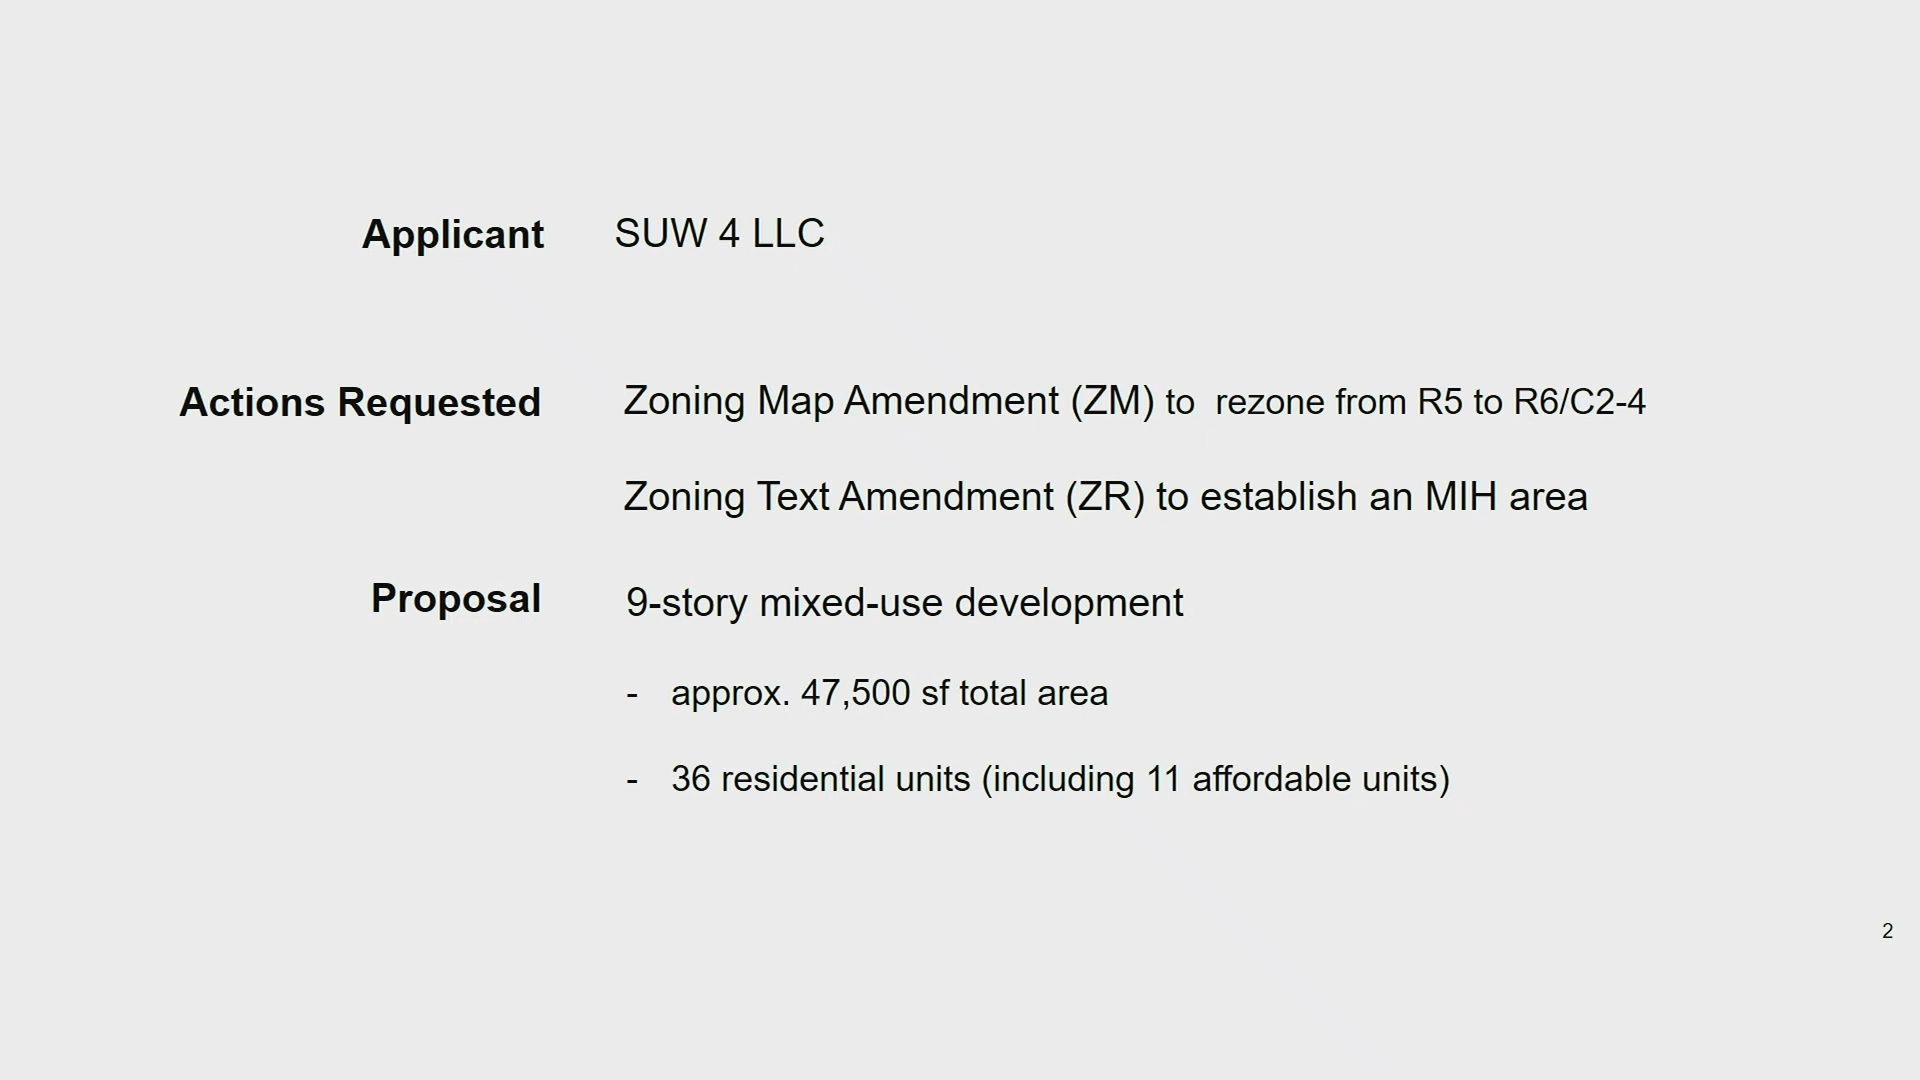 Applicant SUW 4 LLC
Actions Requested Zoning Map Amendment (ZM) to rezone from R5 to R6/C2-4
Zoning Text Amendment (ZR) to establish an MIH area
Proposal 9-story mixed-use development
- approx. 47,500 sf total area
- 36 residential units (including 11 affordable units)
2